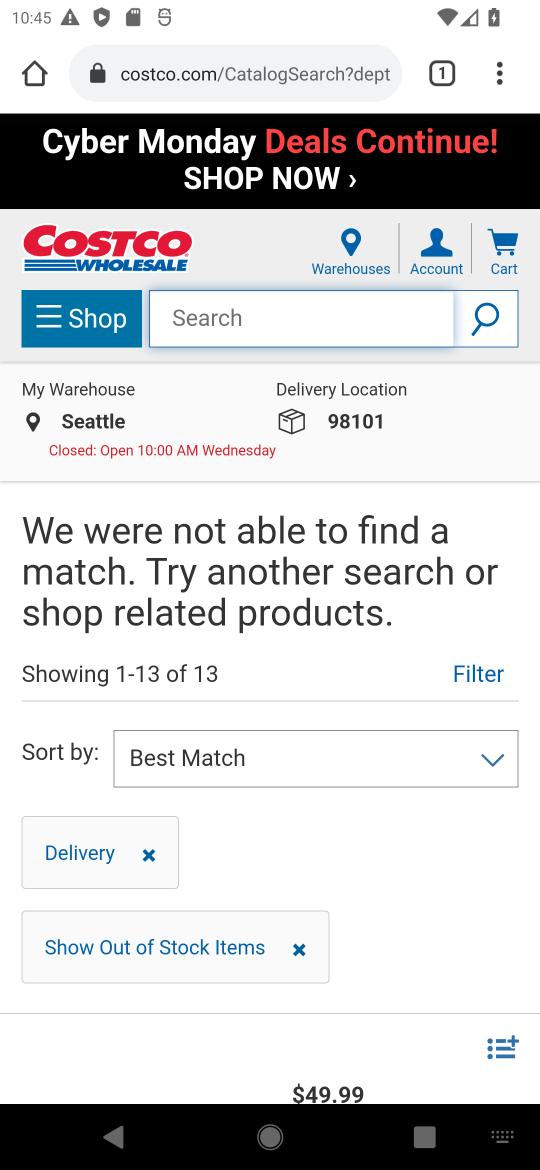 10:45
costco.com/CatalogSearch?dept
1
Cyber Monday Deals Continue!
SHOP NOW ›
COSTCO
WHOLESALE
Warehouses
Account
Cart
Shop
Search
My Warehouse
Delivery Location
Seattle
98101
Closed: Open 10:00 AM Wednesday
We were not able to find a
match. Try another search or
shop related products.
Showing 1-13 of 13
Filter
Sort by:
Best Match
Delivery ×
Show Out of Stock Items ×
$49.99